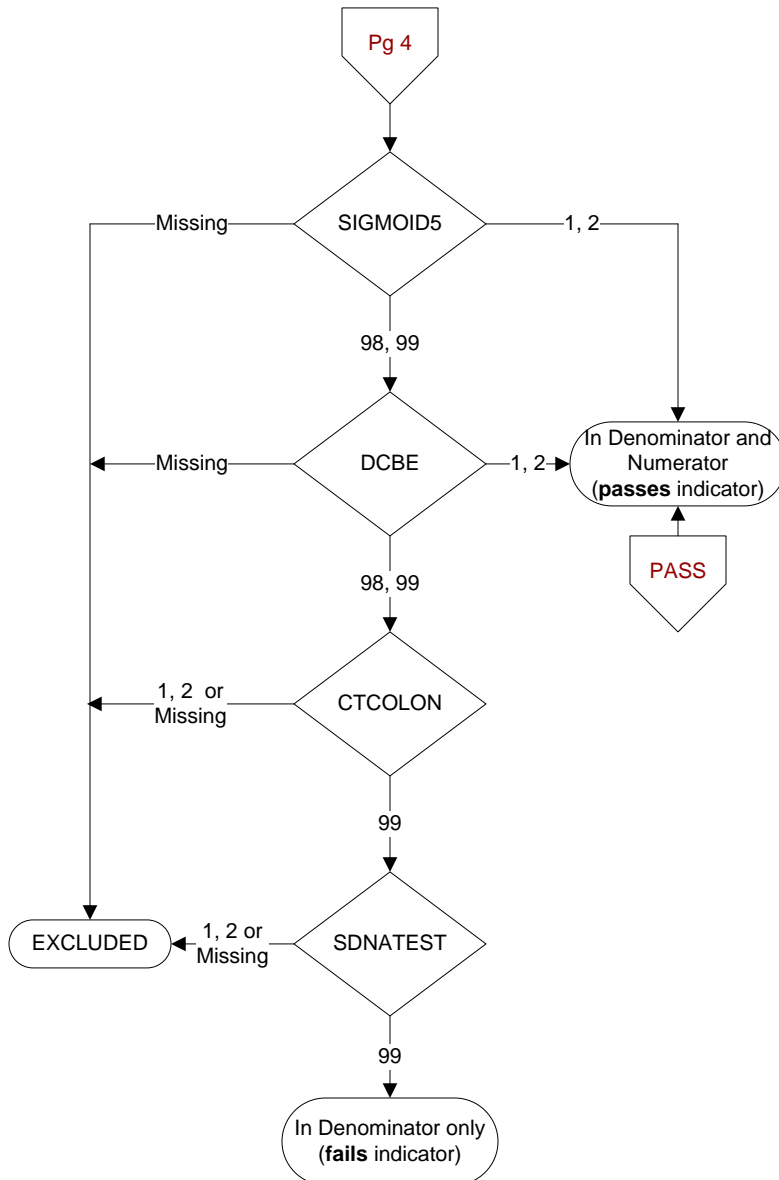 Pg 4
SIGMOID5
Missing
1, 2
98, 99
DCBE
Missing
1, 2
In Denominator and
Numerator
(passes indicator)
PASS
98, 99
CTCOLON
1, 2 or
Missing
99
SDNATEST
1, 2 or
Missing
EXCLUDED
99
In Denominator only
(fails indicator)